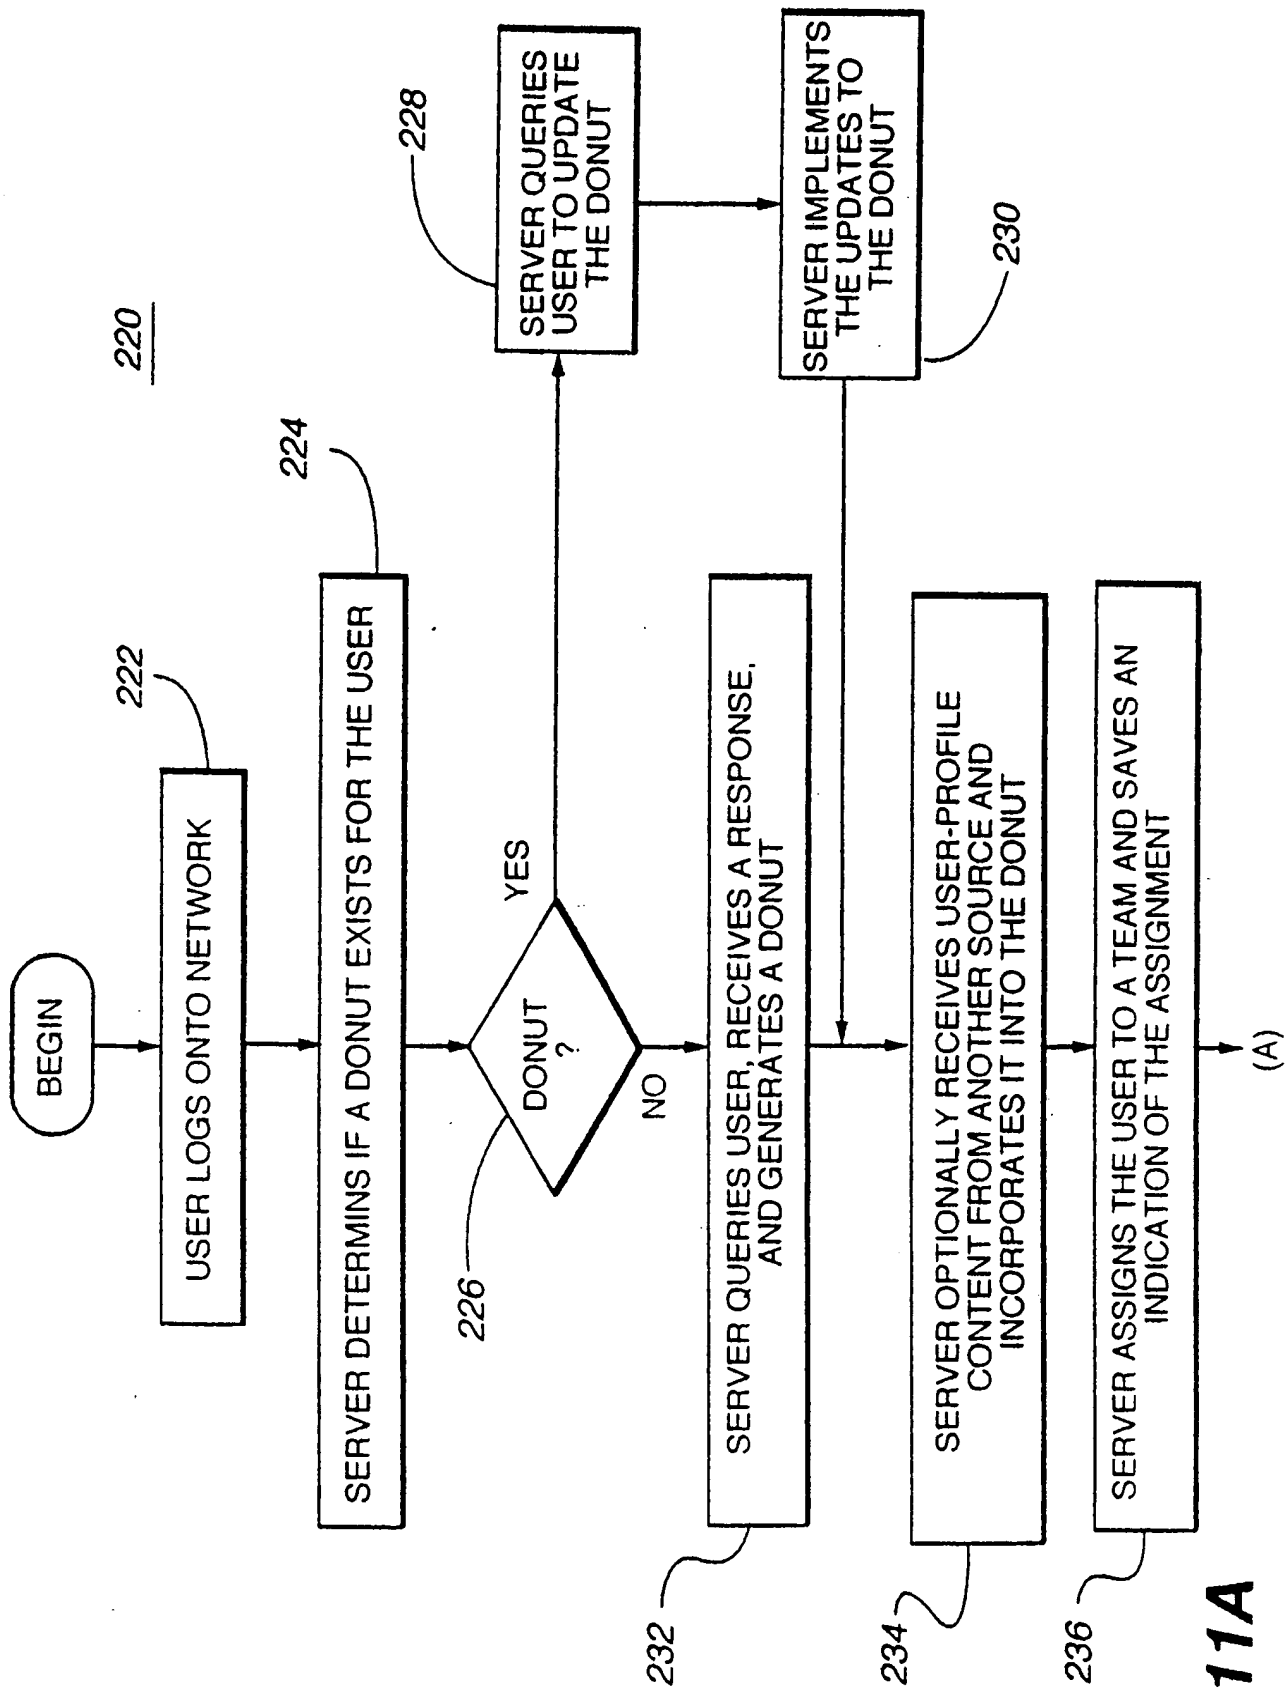 220
BEGIN
222
USER LOGS ONTO NETWORK
224
SERVER DETERMINS IF A DONUT EXISTS FOR THE USER
226
DONUT
?
YES
NO
228
SERVER QUERIES
USER TO UPDATE
THE DONUT
SERVER IMPLEMENTS
THE UPDATES TO
THE DONUT
230
232
SERVER QUERIES USER, RECEIVES A RESPONSE,
AND GENERATES A DONUT
234
SERVER OPTIONALLY RECEIVES USER-PROFILE
CONTENT FROM ANOTHER SOURCE AND
INCORPORATES IT INTO THE DONUT
236
SERVER ASSIGNS THE USER TO A TEAM AND SAVES AN
INDICATION OF THE ASSIGNMENT
(A)
11A